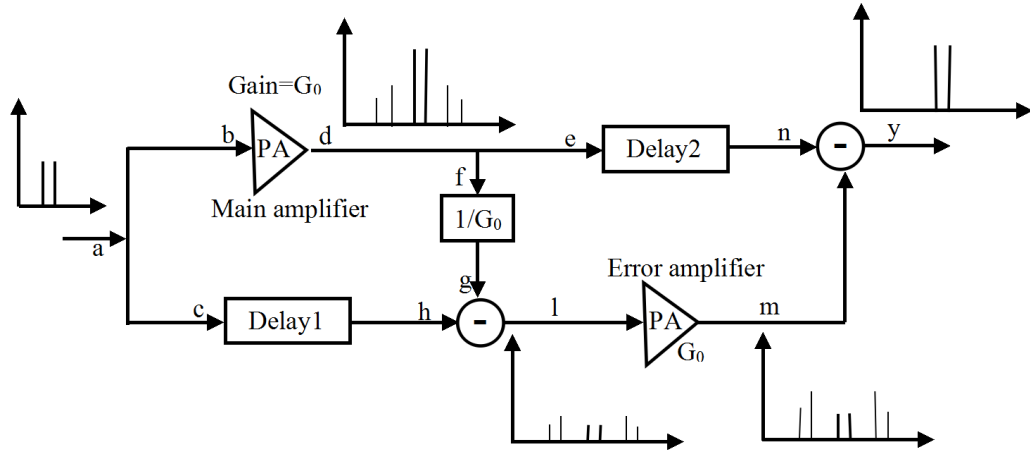 Gain=G₀
b
PA
d
Main amplifier
a
f
1/G₀
g
e
Delay2
n
-
y
c
Delay1
h
-
l
Error amplifier
PA
G₀
m